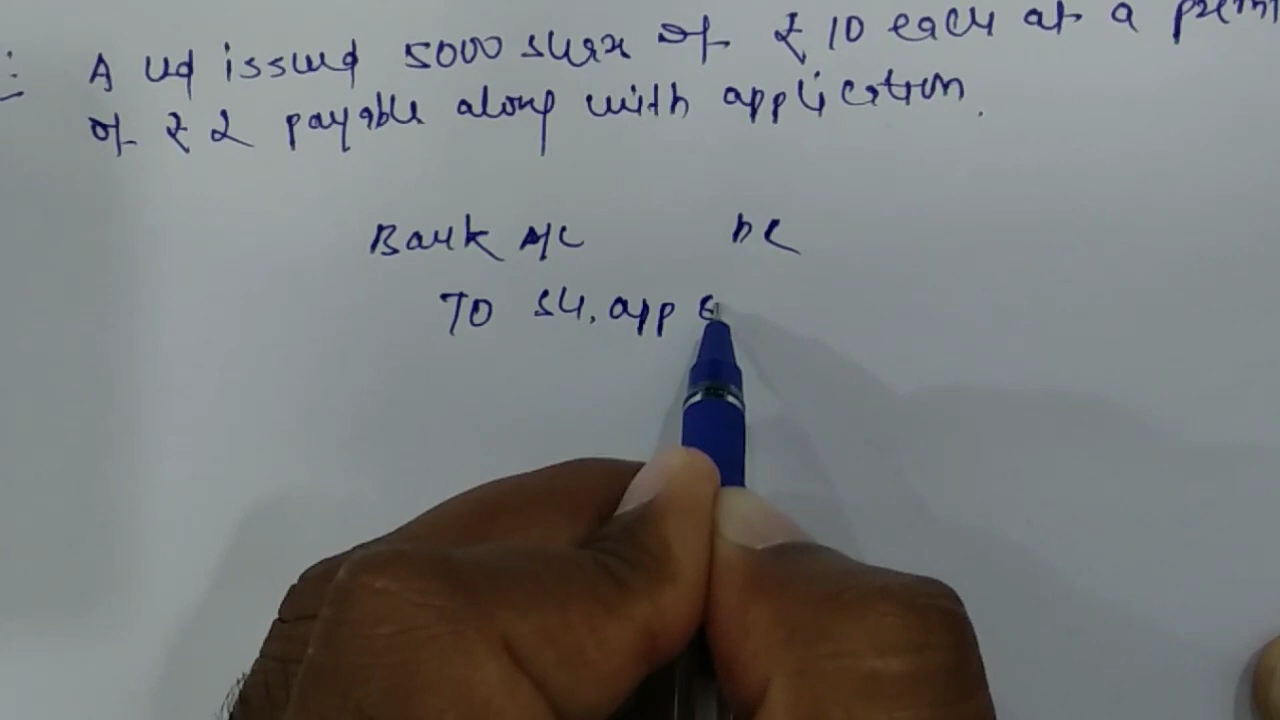 A Ltd issued 5000 share of ₹ 10 each at a premi
of ₹ 2 payable along with application.
Bank A/c Dr
To Sh. app &